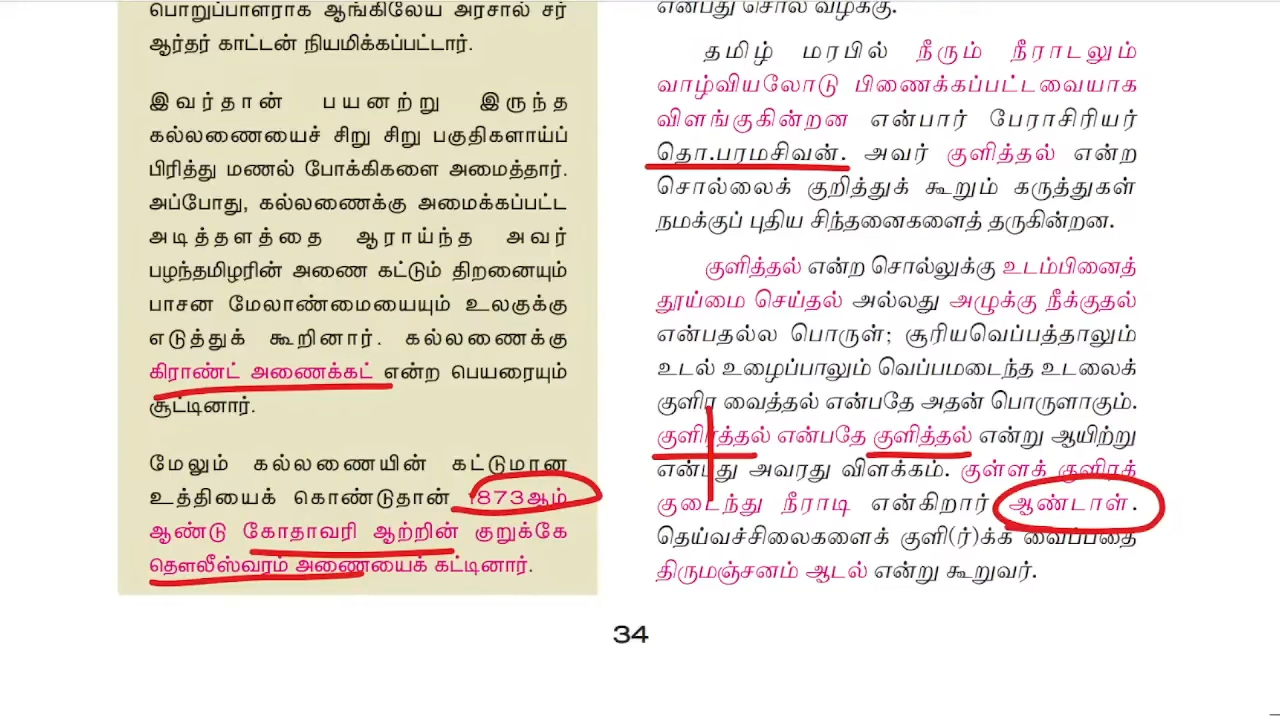 பொறுப்பாளராக ஆங்கிலேய அரசால் சர்
ஆர்தர் காட்டன் நியமிக்கப்பட்டார்.
இவர்தான் பயனற்று இருந்த
கல்லணையைச் சிறு சிறு பகுதிகளாய்ப்
பிரித்து மணல் போக்கிகளை அமைத்தார்.
அப்போது, கல்லணைக்கு அமைக்கப்பட்ட
அடித்தளத்தை ஆராய்ந்த அவர்
பழந்தமிழரின் அணை கட்டும் திறனையும்
பாசன மேலாண்மையையும் உலகுக்கு
எடுத்துக் கூறினார். கல்லணைக்கு
கிராண்ட் அணைக்கட் என்ற பெயரையும்
சூட்டினார்.
மேலும் கல்லணையின் கட்டுமான
உத்தியைக் கொண்டுதான் 1873ஆம்
ஆண்டு கோதாவரி ஆற்றின் குறுக்கே
தௌலீஸ்வரம் அணையைக் கட்டினார்.
என்பது சொல் வழக்கு.
தமிழ் மரபில் நீரும் நீராடலும்
வாழ்வியலோடு பிணைக்கப்பட்டவையாக
விளங்குகின்றன என்பார் பேராசிரியர்
தொ.பரமசிவன். அவர் குளித்தல் என்ற
சொல்லைக் குறித்துக் கூறும் கருத்துகள்
நமக்குப் புதிய சிந்தனைகளைத் தருகின்றன.
குளித்தல் என்ற சொல்லுக்கு உடம்பினைத்
தூய்மை செய்தல் அல்லது அழுக்கு நீக்குதல்
என்பதல்ல பொருள்; சூரியவெப்பத்தாலும்
உடல் உழைப்பாலும் வெப்பமடைந்த உடலைக்
குளிர வைத்தல் என்பதே அதன் பொருளாகும்.
குளிர்த்தல் என்பதே குளித்தல் என்று ஆயிற்று
என்பது அவரது விளக்கம். குள்ளக் குளிரக்
குடைந்து நீராடி என்கிறார் ஆண்டாள்.
தெய்வச்சிலைகளைக் குளி(ர்)க்க வைப்பதை
திருமஞ்சனம் ஆடல் என்று கூறுவர்.
34